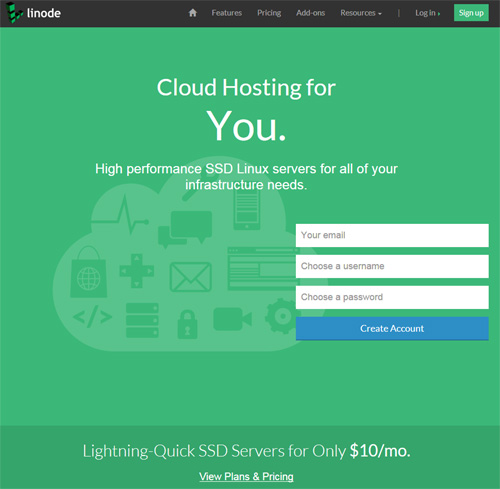 linode
Features Pricing Add-ons Resources | Log in › Sign up
Cloud Hosting for
You.
High performance SSD Linux servers for all of your
infrastructure needs.
Your email
Choose a username
Choose a password
Create Account
</>
Lightning-Quick SSD Servers for Only $10/mo.
View Plans & Pricing